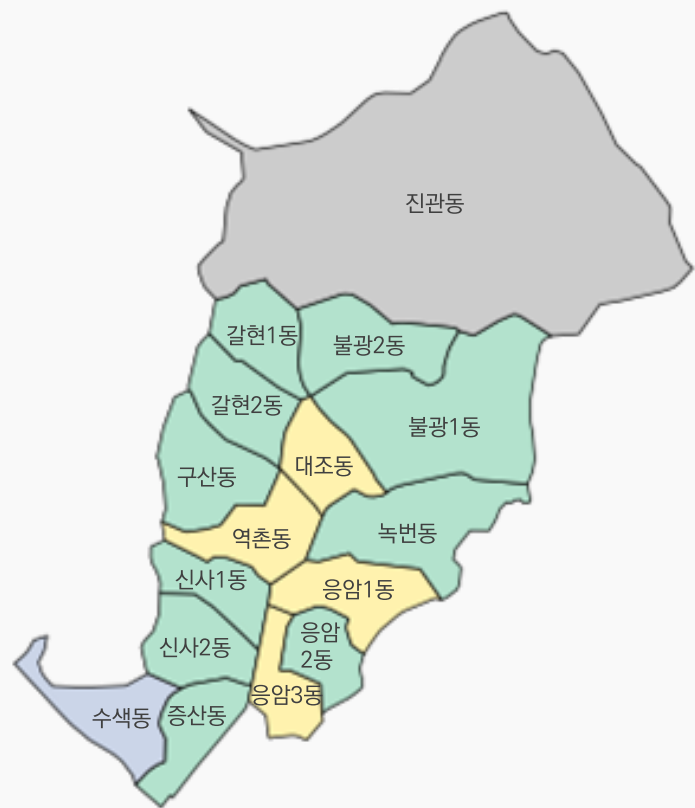 진관동
갈현1동
불광2동
갈현2동
불광1동
구산동
대조동
역촌동
녹번동
신사1동
응암1동
신사2동
응암
2동
응암3동
수색동
증산동